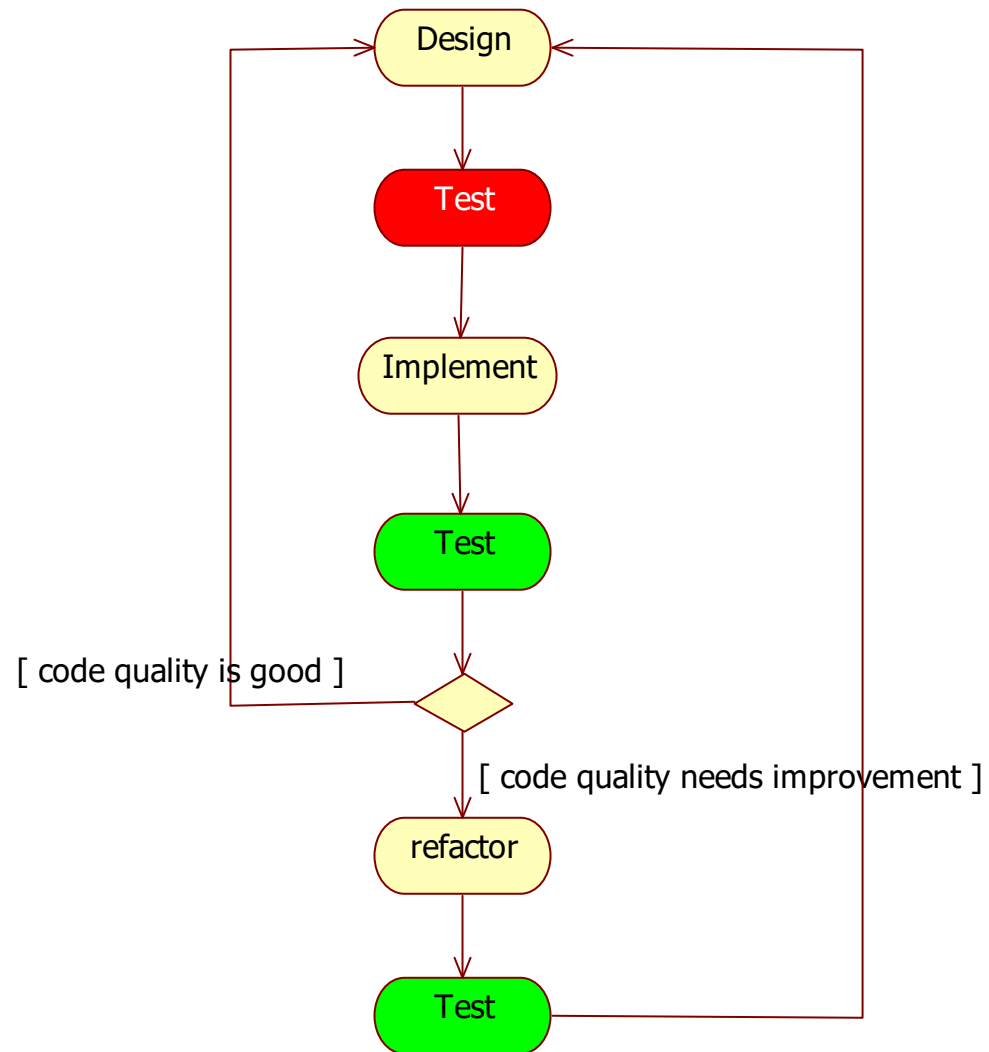 Design
Test
Implement
Test
[ code quality is good ]
[ code quality needs improvement ]
refactor
Test